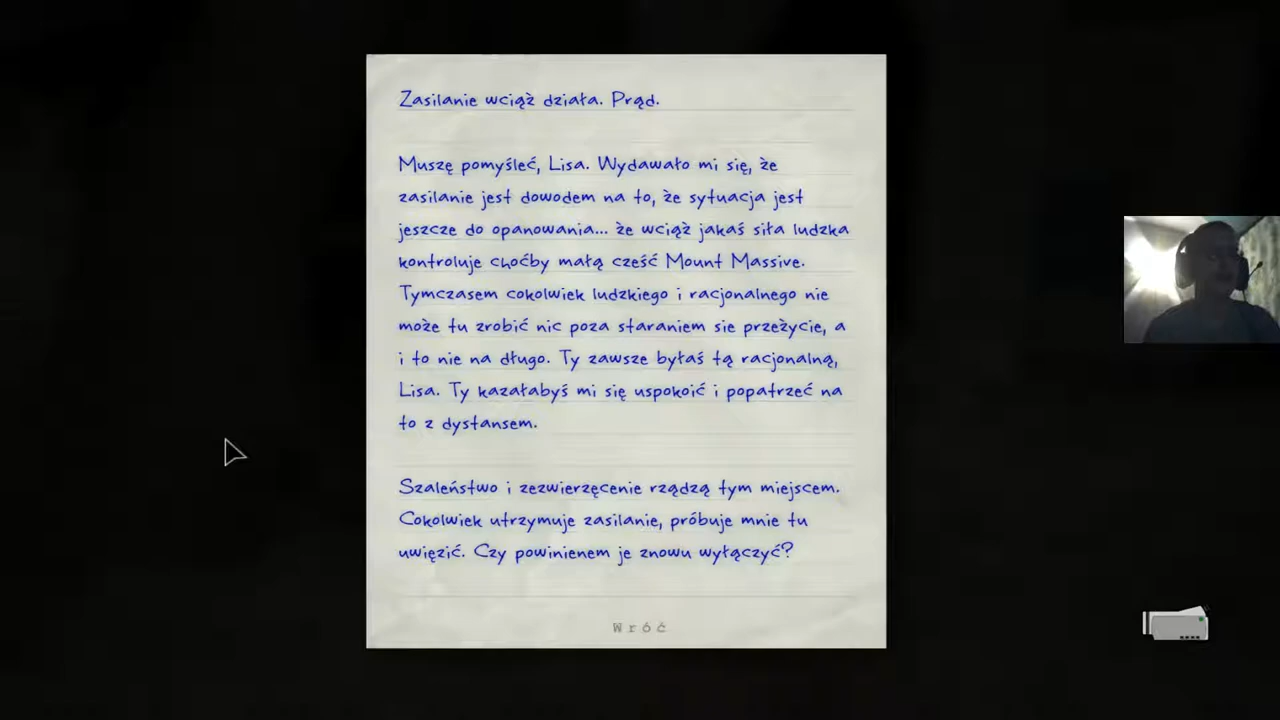 Zasilanie wciąż działa. Prąd.
Muszę pomyśleć, Lisa. Wydawało mi się, że
zasilanie jest dowodem na to, że sytuacja jest
jeszcze do opanowania... że wciąż jakaś siła ludzka
kontroluje choćby małą cześć Mount Massive.
Tymczasem cokolwiek ludzkiego i racjonalnego nie
może tu zrobić nic poza staraniem sie przeżycie, a
i to nie na długo. Ty zawsze byłaś tą racjonalną,
Lisa. Ty kazałabyś mi się uspokoić i popatrzeć na
to z dystansem.
Szaleństwo i zezwierzęcenie rządzą tym miejscem.
Cokolwiek utrzymuje zasilanie, próbuje mnie tu
uwięzić. Czy powinienem je znowu wyłączyć?
Wróć